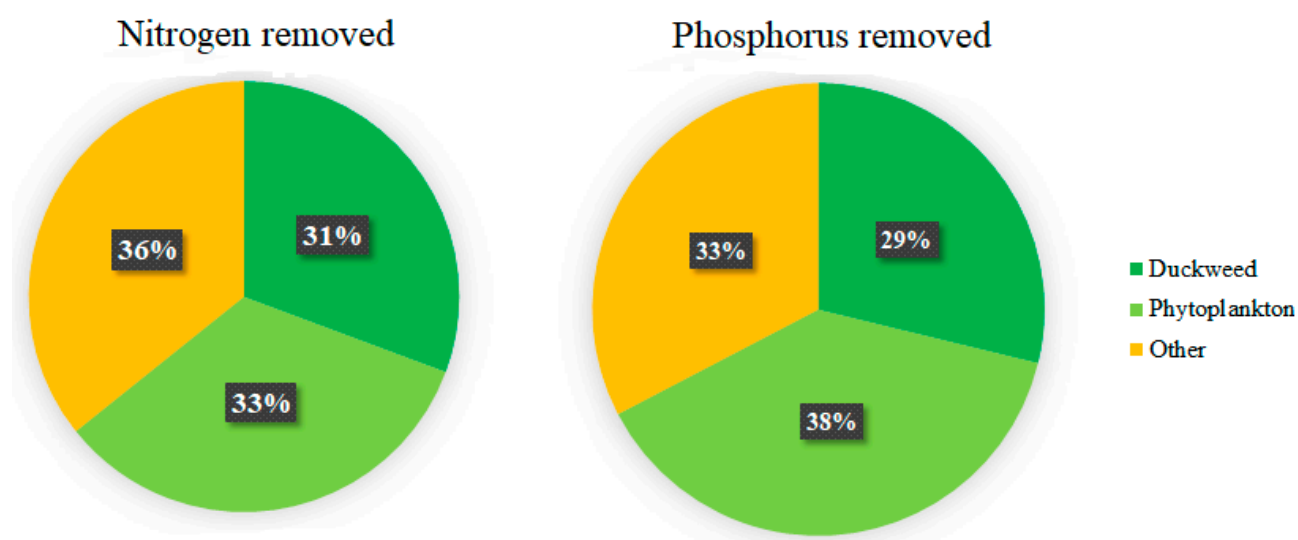 Nitrogen removed
36%
31%
33%
Phosphorus removed
33%
29%
38%
Duckweed
Phytoplankton
Other